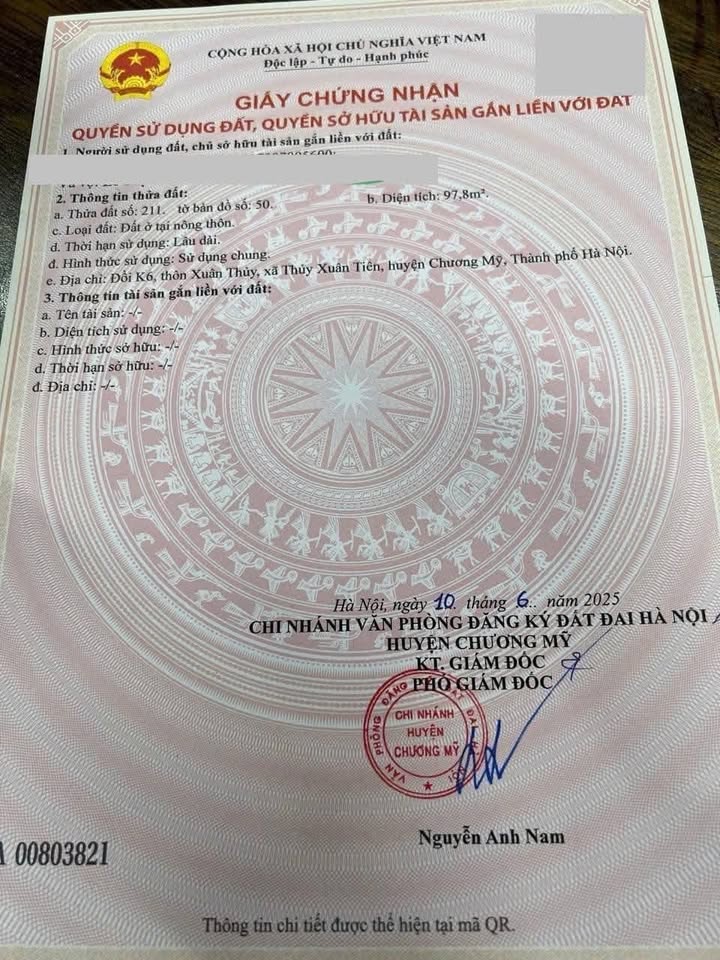 CỘNG HÒA XÃ HỘI CHỦ NGHĨA VIỆT NAM
Độc lập - Tự do - Hạnh phúc
GIẤY CHỨNG NHẬN
QUYỀN SỬ DỤNG ĐẤT, QUYỀN SỞ HỮU TÀI SẢN GẮN LIỀN VỚI ĐẤT
1. Người sử dụng đất, chủ sở hữu tài sản gắn liền với đất:
2. Thông tin thửa đất:
a. Thửa đất số: 211. tờ bản đồ số: 50. b. Diện tích: 97,8m².
c. Loại đất: Đất ở tại nông thôn.
d. Thời hạn sử dụng: Lâu dài.
đ. Hình thức sử dụng: Sử dụng chung.
e. Địa chỉ: Đồi K6, thôn Xuân Thủy, xã Thủy Xuân Tiên, huyện Chương Mỹ, Thành phố Hà Nội.
3. Thông tin tài sản gắn liền với đất:
a. Tên tài sản: -/-
b. Diện tích sử dụng: -/-
c. Hình thức sở hữu: -/-
d. Thời hạn sở hữu: -/-
đ. Địa chỉ: -/-
Hà Nội, ngày 10. tháng 6.. năm 2025
CHI NHÁNH VĂN PHÒNG ĐĂNG KÝ ĐẤT ĐAI HÀ NỘI
HUYỆN CHƯƠNG MỸ
KT. GIÁM ĐỐC
PHÓ GIÁM ĐỐC
VĂN PHÒNG ĐĂNG KÝ ĐẤT ĐAI HÀ NỘI
CHI NHÁNH
HUYỆN
CHƯƠNG MỸ
Nguyễn Anh Nam
00803821
Thông tin chi tiết được thể hiện tại mã QR.